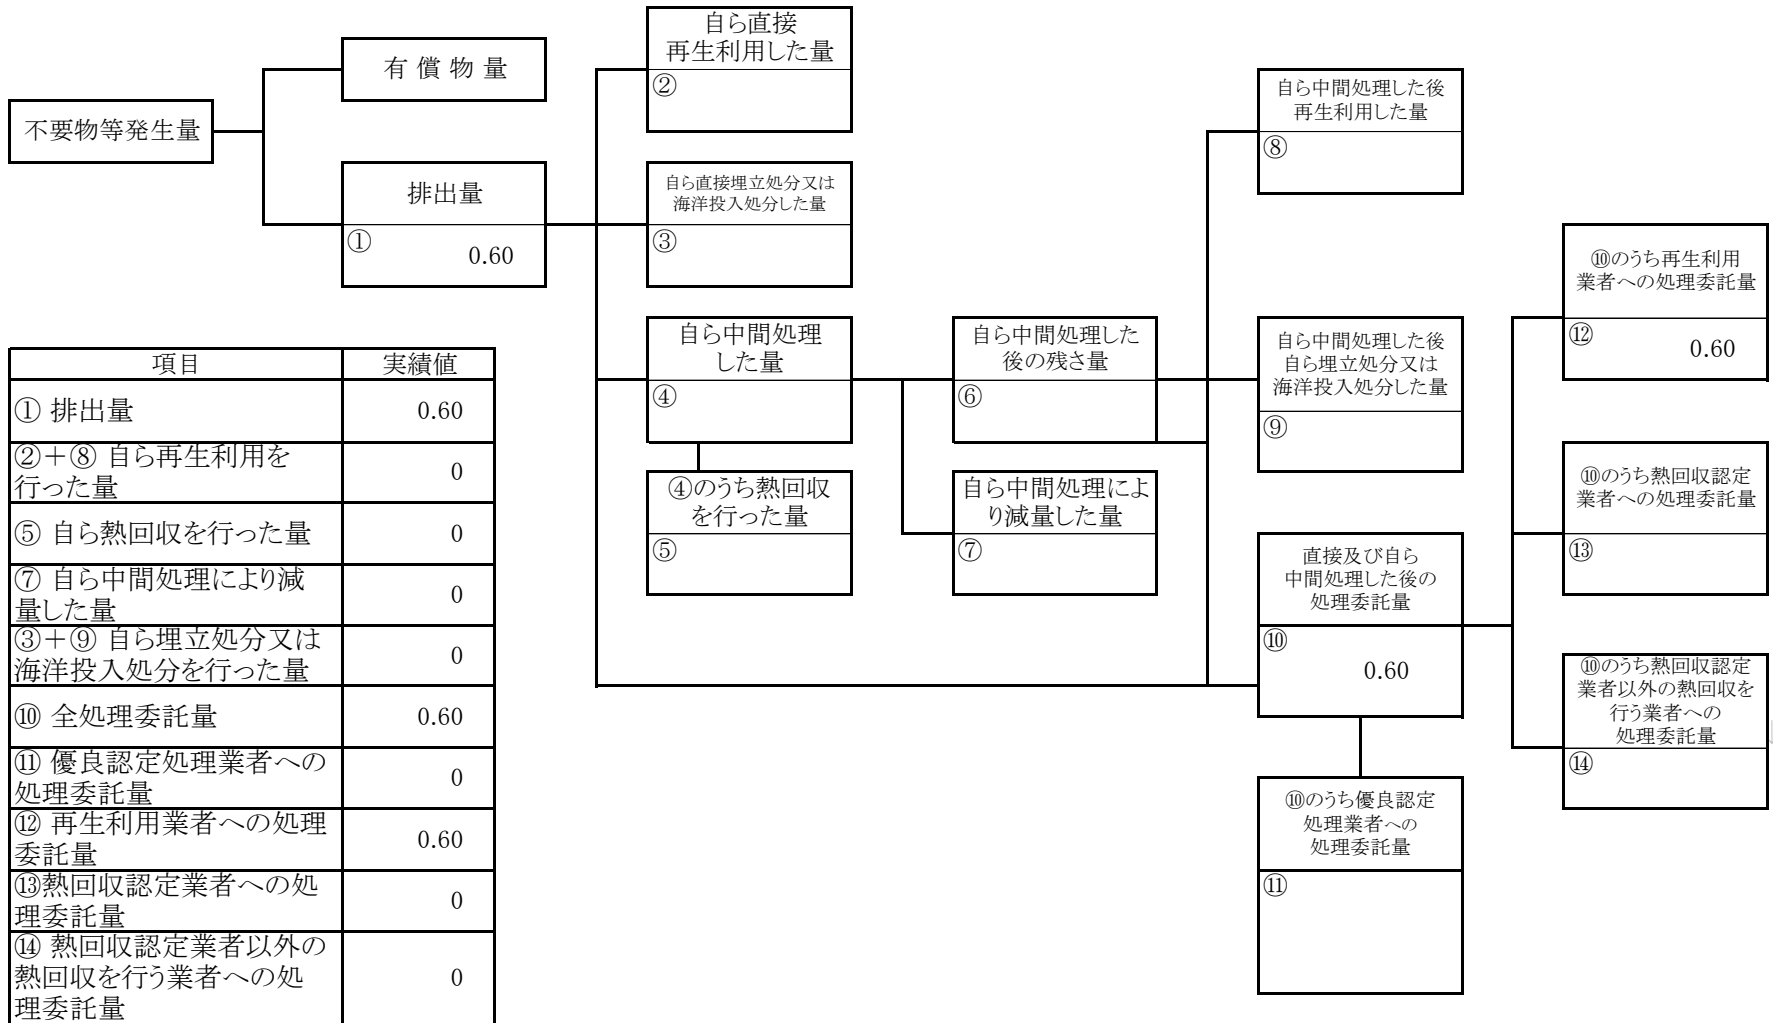 不要物等発生量
有 償 物 量
排出量
①
0.60
自ら直接
再生利用した量
②
自ら直接埋立処分又は
海洋投入処分した量
③
自ら中間処理
した量
④
④のうち熱回収
を行った量
⑤
自ら中間処理した
後の残さ量
⑥
自ら中間処理によ
り減量した量
⑦
自ら中間処理した後
再生利用した量
⑧
自ら中間処理した後
自ら埋立処分又は
海洋投入処分した量
⑨
直接及び自ら
中間処理した後の
処理委託量
⑩
0.60
⑩のうち優良認定
処理業者への
処理委託量
⑪
⑩のうち再生利用
業者への処理委託量
⑫
0.60
⑩のうち熱回収認定
業者への処理委託量
⑬
⑩のうち熱回収認定
業者以外の熱回収を
行う業者への
処理委託量
⑭
項目 実績値
① 排出量 0.60
②＋⑧ 自ら再生利用を
行った量 0
⑤ 自ら熱回収を行った量 0
⑦ 自ら中間処理により減
量した量 0
③＋⑨ 自ら埋立処分又は
海洋投入処分を行った量 0
⑩ 全処理委託量 0.60
⑪ 優良認定処理業者への
処理委託量 0
⑫ 再生利用業者への処理
委託量 0.60
⑬熱回収認定業者への処
理委託量 0
⑭ 熱回収認定業者以外の
熱回収を行う業者への処 0
理委託量